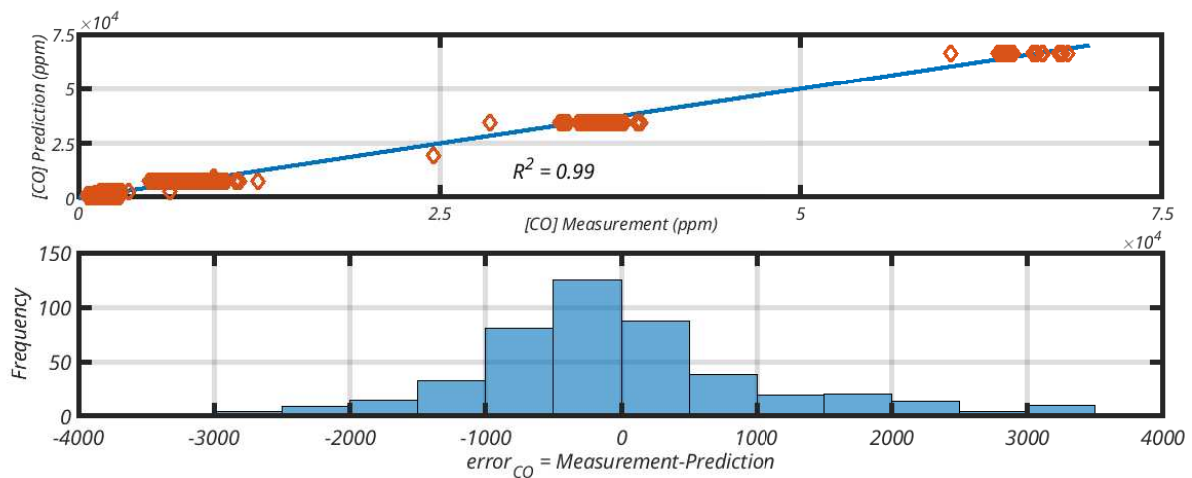 ×10⁴
7.5
5
2.5
0
[CO] Prediction (ppm)
R² = 0.99
0 2.5 5 7.5
[CO] Measurement (ppm)
×10⁴
150
100
50
0
Frequency
-4000 -3000 -2000 -1000 0 1000 2000 3000 4000
error_CO = Measurement-Prediction